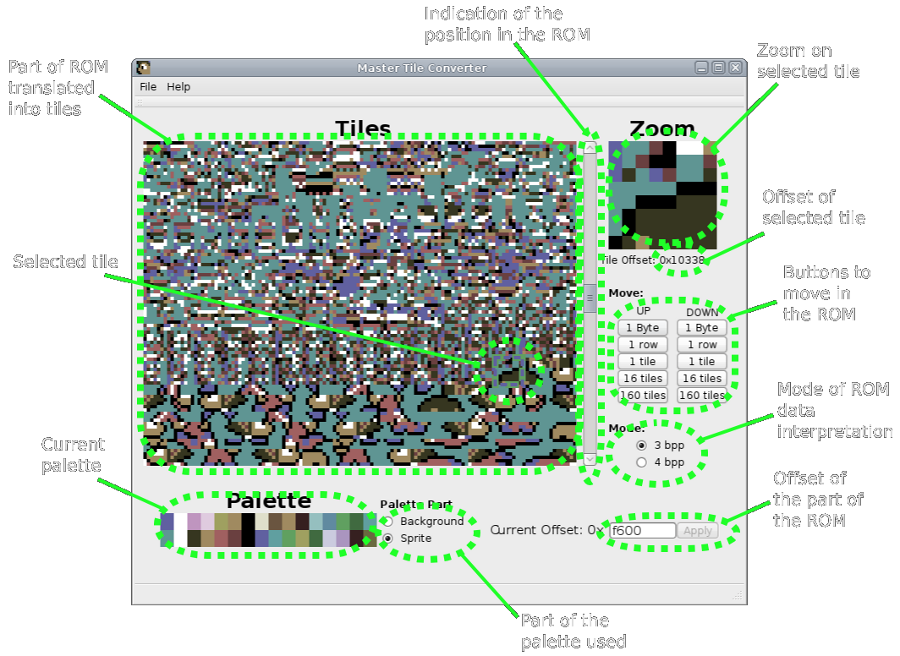 Indication of the
position in the ROM
Zoom on
selected tile
Part of ROM
translated
into tiles
Master Tile Converter
File Help
Tiles
Zoom
Offset of
selected tile
Tile Offset: 0x10338
Selected tile
Buttons to
move in
the ROM
Move:
UP
DOWN
1 Byte
1 Byte
1 row
1 row
1 tile
1 tile
16 tiles
16 tiles
160 tiles
160 tiles
Mode of ROM
data
interpretation
Mode:
3 bpp
4 bpp
Current
palette
Palette
Palette Part
Background
Sprite
Current Offset: 0x
f600
Apply
Offset of
the part of
the ROM
Part of the
palette used